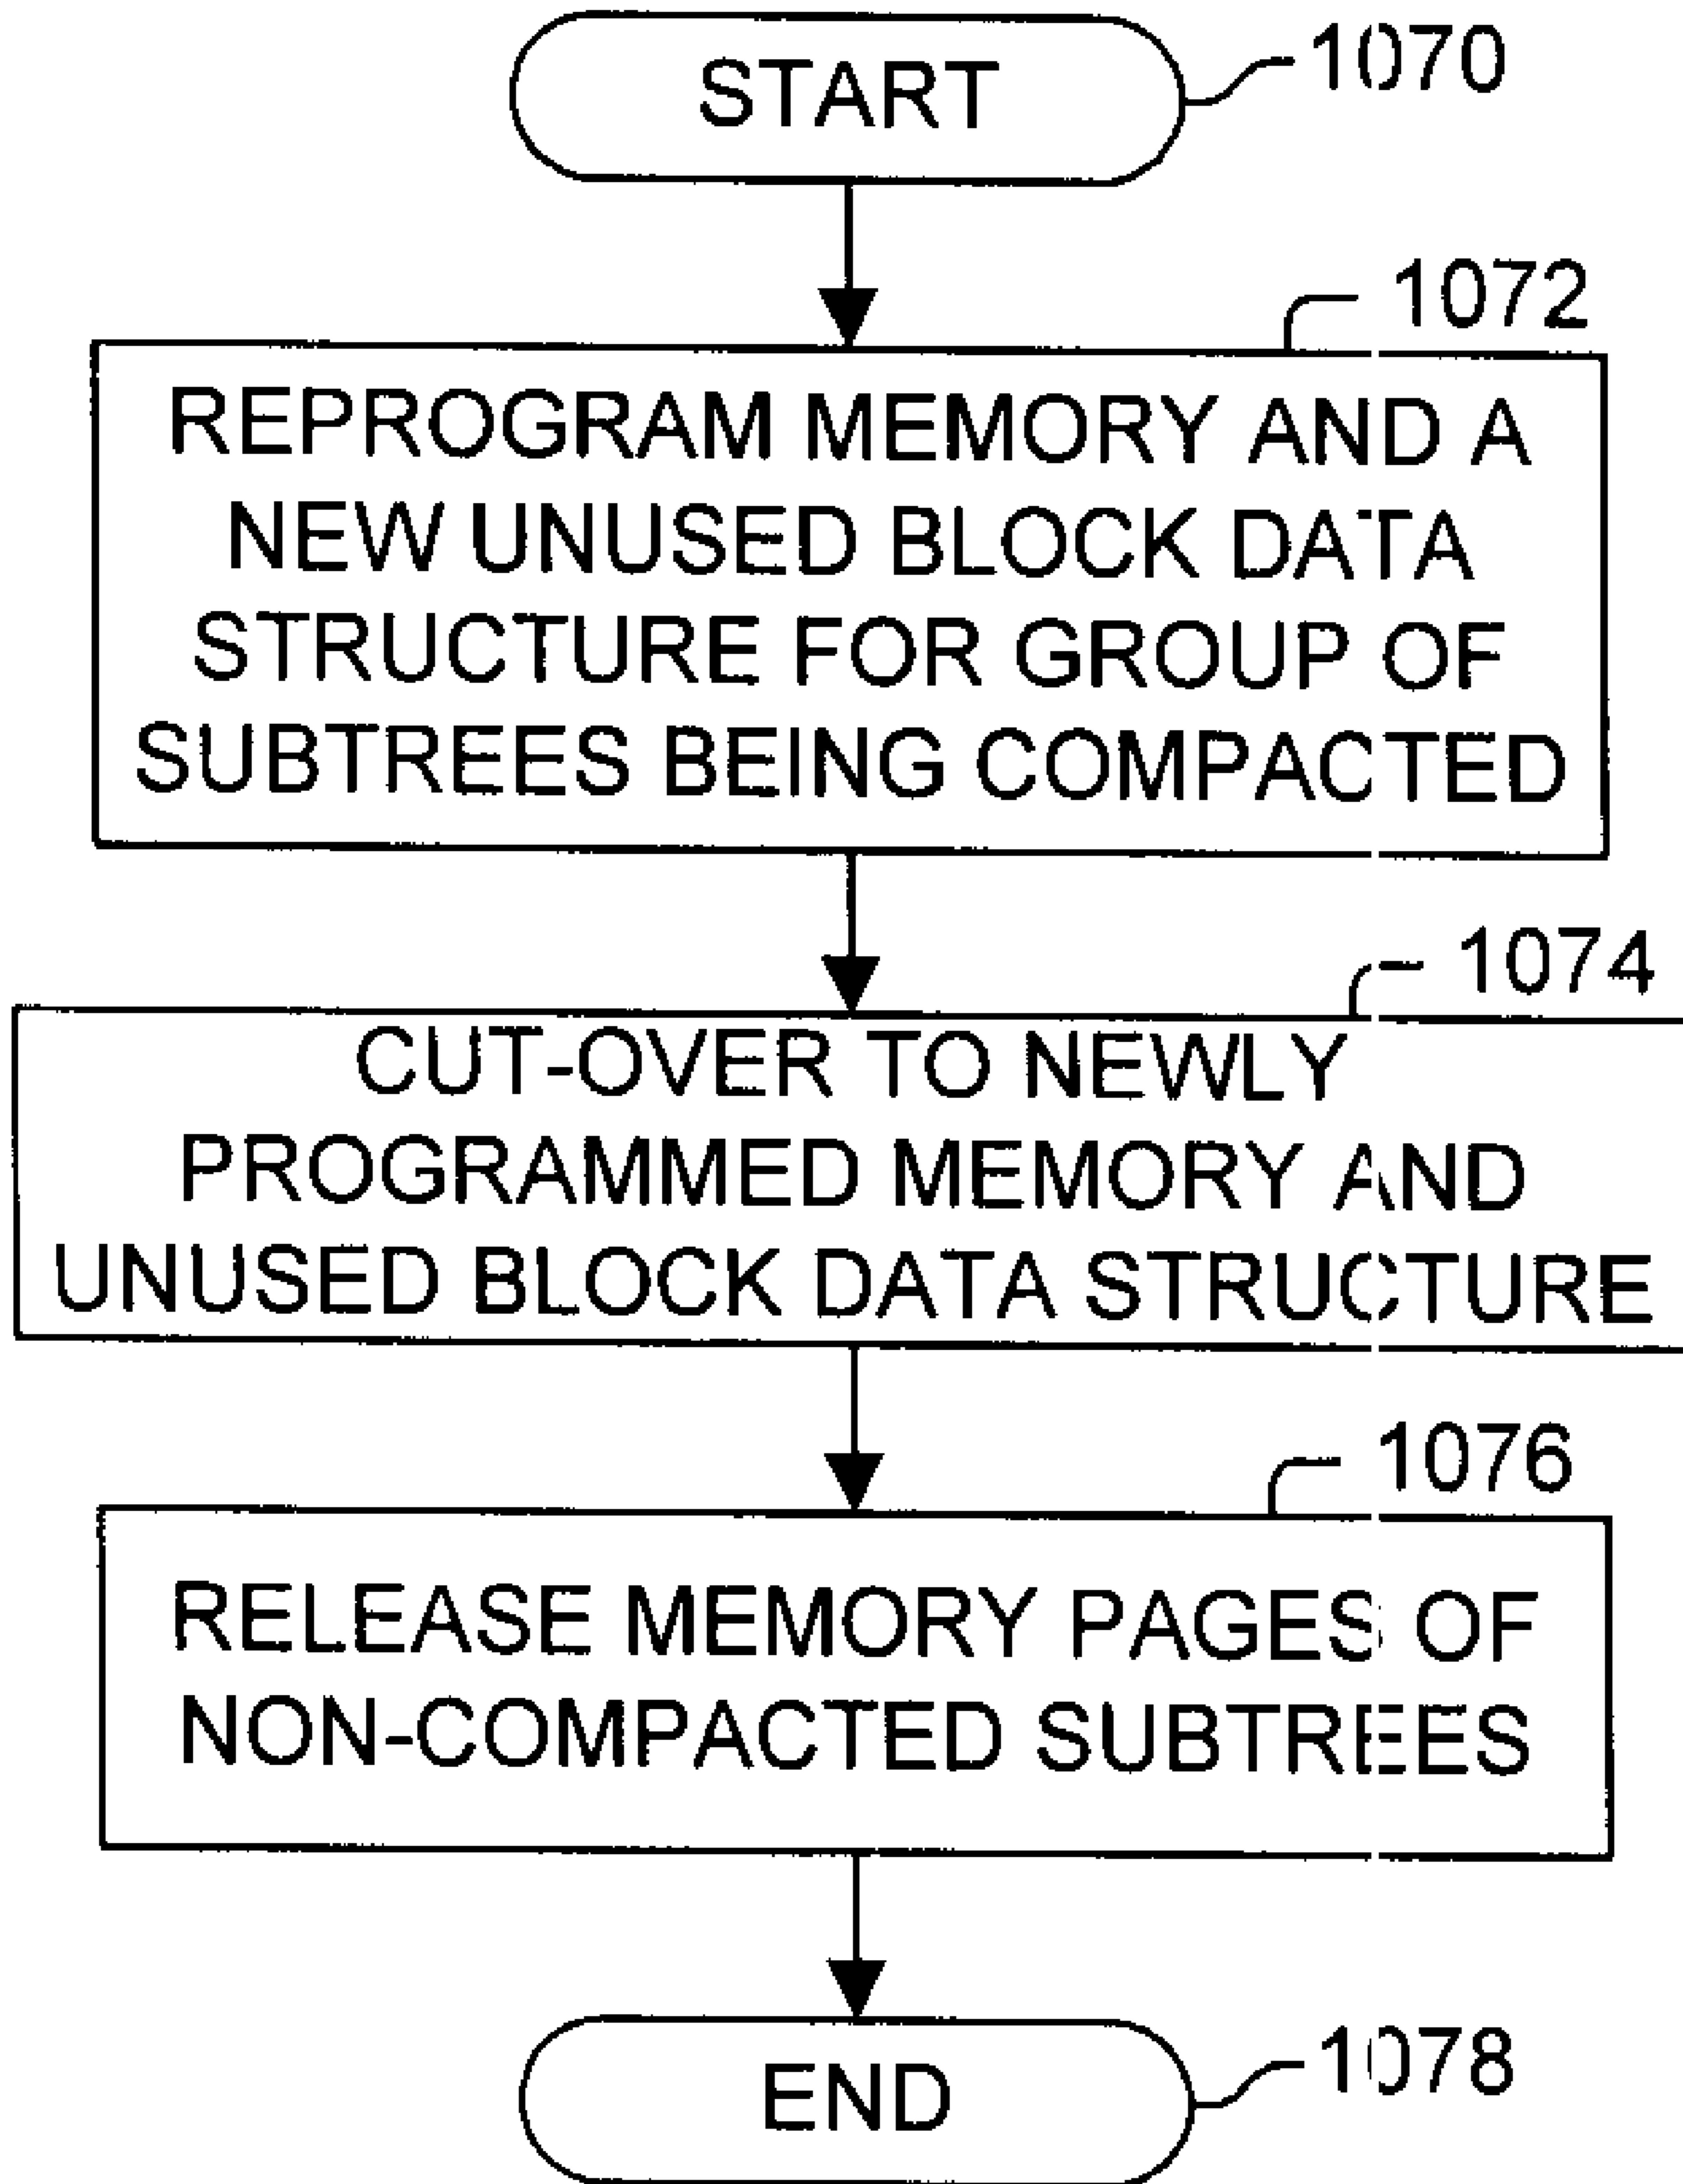 START
1070
1072
REPROGRAM MEMORY AND A
NEW UNUSED BLOCK DATA
STRUCTURE FOR GROUP OF
SUBTREES BEING COMPACTED
1074
CUT-OVER TO NEWLY
PROGRAMMED MEMORY AND
UNUSED BLOCK DATA STRUCTURE
1076
RELEASE MEMORY PAGES OF
NON-COMPACTED SUBTREES
END
1078